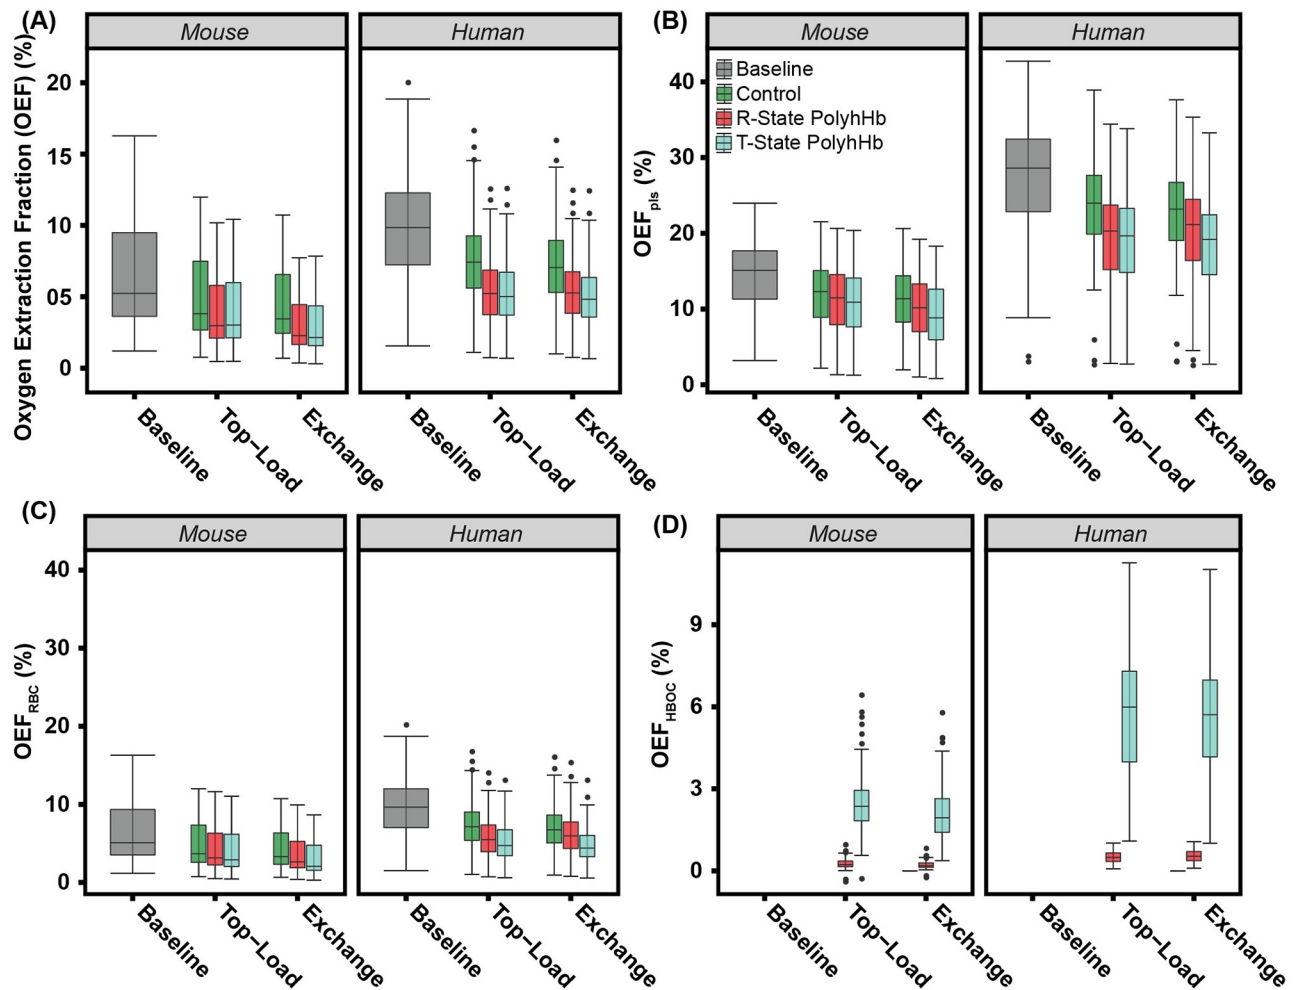 (A)
Mouse
Human
Oxygen Extraction Fraction (OEF) (%)
20
15
10
05
0
Baseline
Top−Load
Exchange
Baseline
Top−Load
Exchange
(B)
Mouse
Human
OEFpls (%)
40
30
20
10
0
Baseline
Control
R-State PolyhHb
T-State PolyhHb
Baseline
Top−Load
Exchange
Baseline
Top−Load
Exchange
(C)
Mouse
Human
OEFRBC (%)
40
30
20
10
0
Baseline
Top−Load
Exchange
Baseline
Top−Load
Exchange
(D)
Mouse
Human
OEFHBOC (%)
9
6
3
0
Baseline
Top−Load
Exchange
Baseline
Top−Load
Exchange